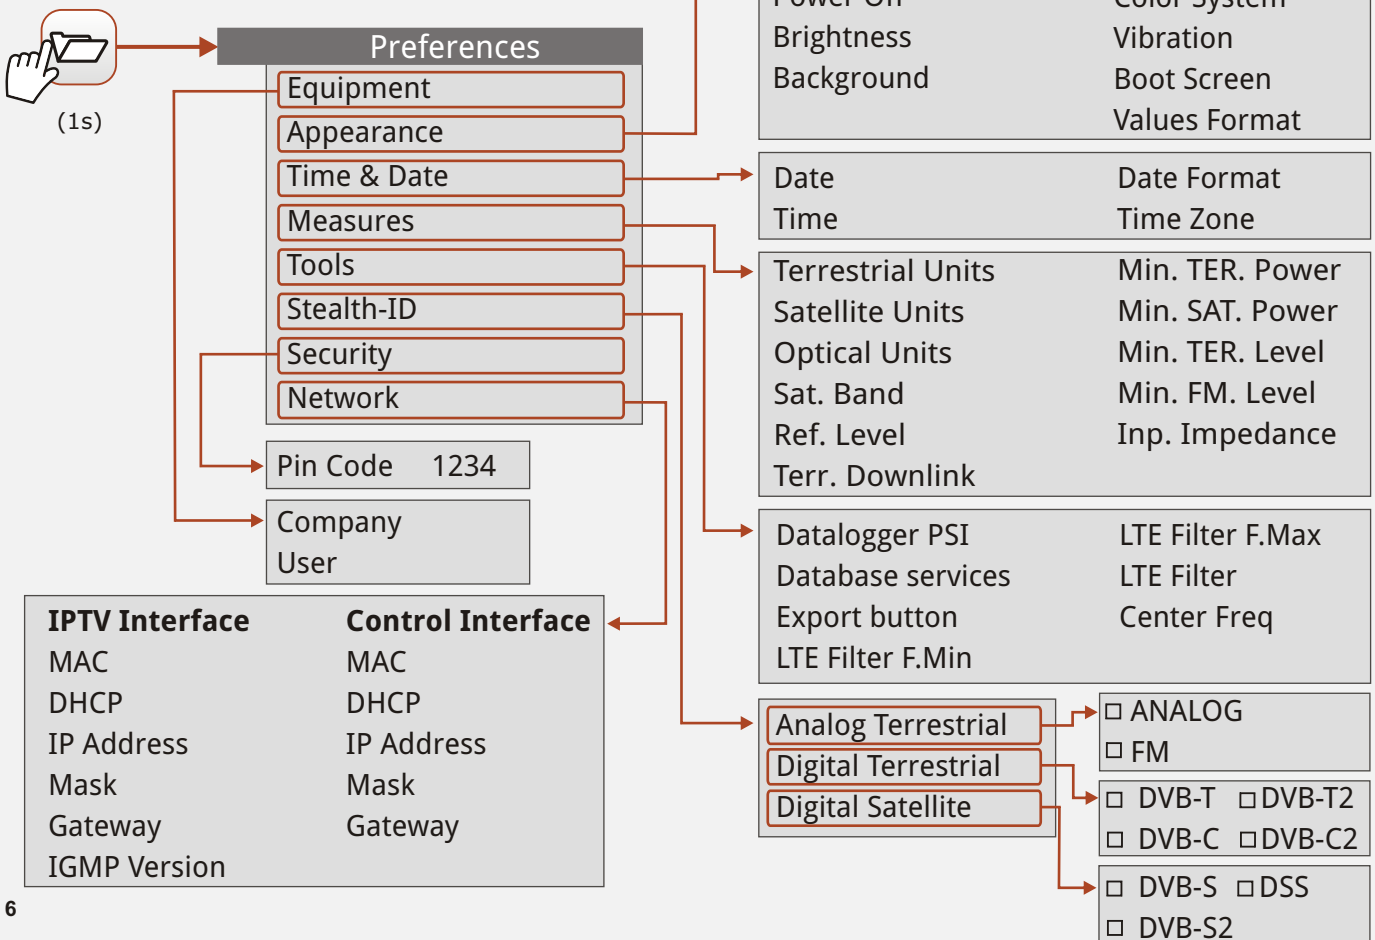 Power Off
Color System
Brightness
Vibration
Background
Boot Screen
Values Format
(1s)
Preferences
Equipment
Appearance
Time & Date
Measures
Tools
Stealth-ID
Security
Network
Date
Date Format
Time
Time Zone
Terrestrial Units
Min. TER. Power
Satellite Units
Min. SAT. Power
Optical Units
Min. TER. Level
Sat. Band
Min. FM. Level
Ref. Level
Inp. Impedance
Terr. Downlink
Pin Code 1234
Company
User
Datalogger PSI
LTE Filter F.Max
Database services
LTE Filter
Export button
Center Freq
LTE Filter F.Min
IPTV Interface
Control Interface
MAC
MAC
DHCP
DHCP
IP Address
IP Address
Mask
Mask
Gateway
Gateway
IGMP Version
Analog Terrestrial
Digital Terrestrial
Digital Satellite
ANALOG
FM
DVB-T DVB-T2
DVB-C DVB-C2
DVB-S DSS
DVB-S2
6